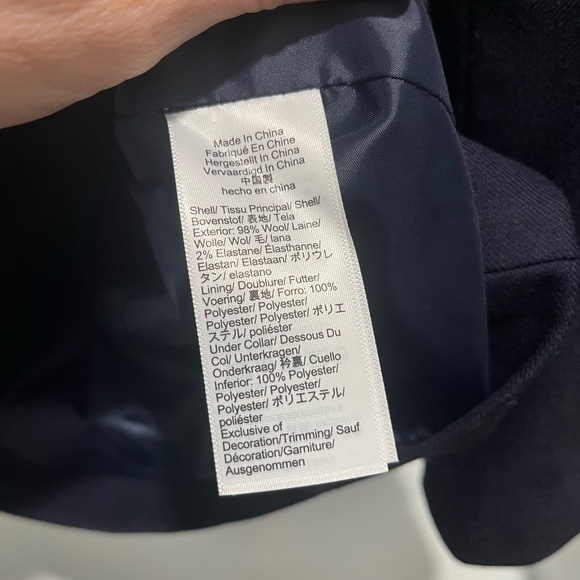 Made In China
Fabriqué En Chine
Hergestellt In China
Vervaardigd In China
中国製
hecho en china
Shell/ Tissu Principal/ Shell/
Bovenstof/ 表地/ Tela
Exterior: 98% Wool/ Laine/
Wolle/ Wol/ 毛/ lana
2% Elastane/ Élasthanne/
Elastan/ Elastaan/ ポリウレ
タン/ elastano
Lining/ Doublure/ Futter/
Voering/ 裏地/ Forro: 100%
Polyester/ Polyester/
Polyester/ Polyester/ ポリエ
ステル/ poliéster
Under Collar/ Dessous Du
Col/ Unterkragen/
Onderkraag/ 衿裏/ Cuello
Inferior: 100% Polyester/
Polyester/ Polyester/
Polyester/ ポリエステル/
poliéster
Exclusive of
Decoration/Trimming/ Sauf
Décoration/Garniture/
Ausgenommen